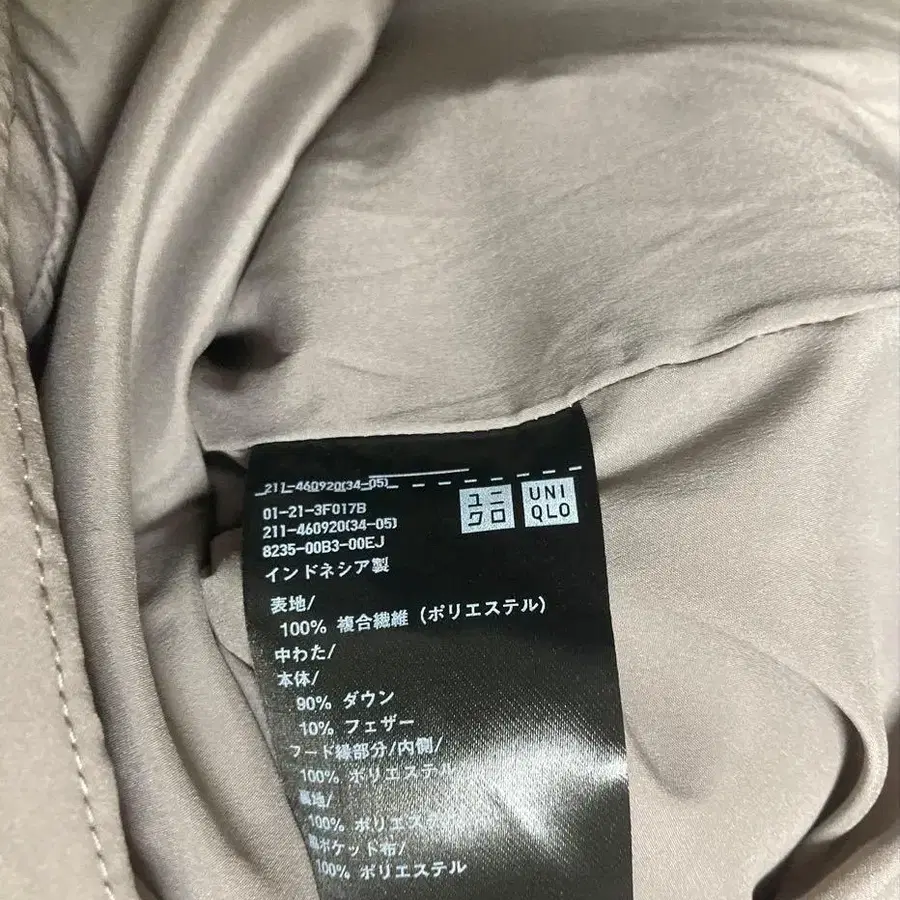 211-460920(34-05)
01-21-3F017B
211-460920(34-05)
8235-00B3-00EJ
ユニ
クロ
UNI
QLO
インドネシア製
表地/
100% 複合繊維 (ポリエステル)
中わた/
本体/
90% ダウン
10% フェザー
フード縁部分/内側/
100% ポリエステル
裏地/
100% ポリエステル
ポケット布/
100% ポリエステル